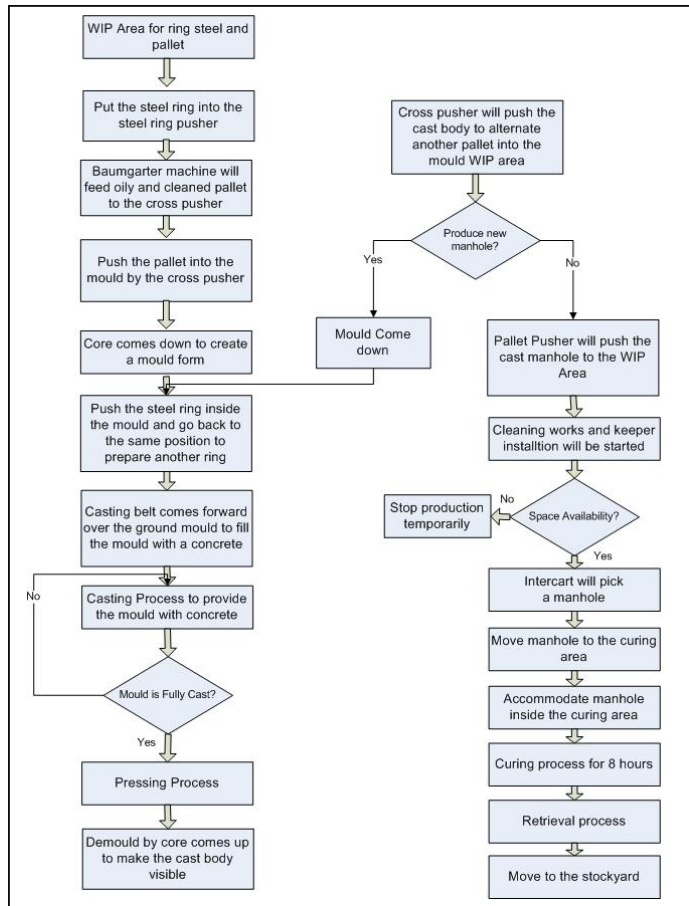 WIP Area for ring steel and
pallet
Put the steel ring into the
steel ring pusher
Baumgarter machine will
feed oily and cleaned pallet
to the cross pusher
Push the pallet into the
mould by the cross pusher
Core comes down to create
a mould form
Push the steel ring inside
the mould and go back to
the same position to
prepare another ring
Casting belt comes forward
over the ground mould to fill
the mould with a concrete
Casting Process to provide
the mould with concrete
No
Mould is Fully Cast?
Yes
Pressing Process
Demould by core comes up
to make the cast body
visible
Cross pusher will push the
cast body to alternate
another pallet into the
mould WIP area
Produce new
manhole?
Yes
No
Mould Come
down
Pallet Pusher will push the
cast manhole to the WIP
Area
Cleaning works and keeper
installtion will be started
Space Availability?
No
Stop production
temporarily
Yes
Intercart will pick
a manhole
Move manhole to the curing
area
Accommodate manhole
inside the curing area
Curing process for 8 hours
Retrieval process
Move to the stockyard